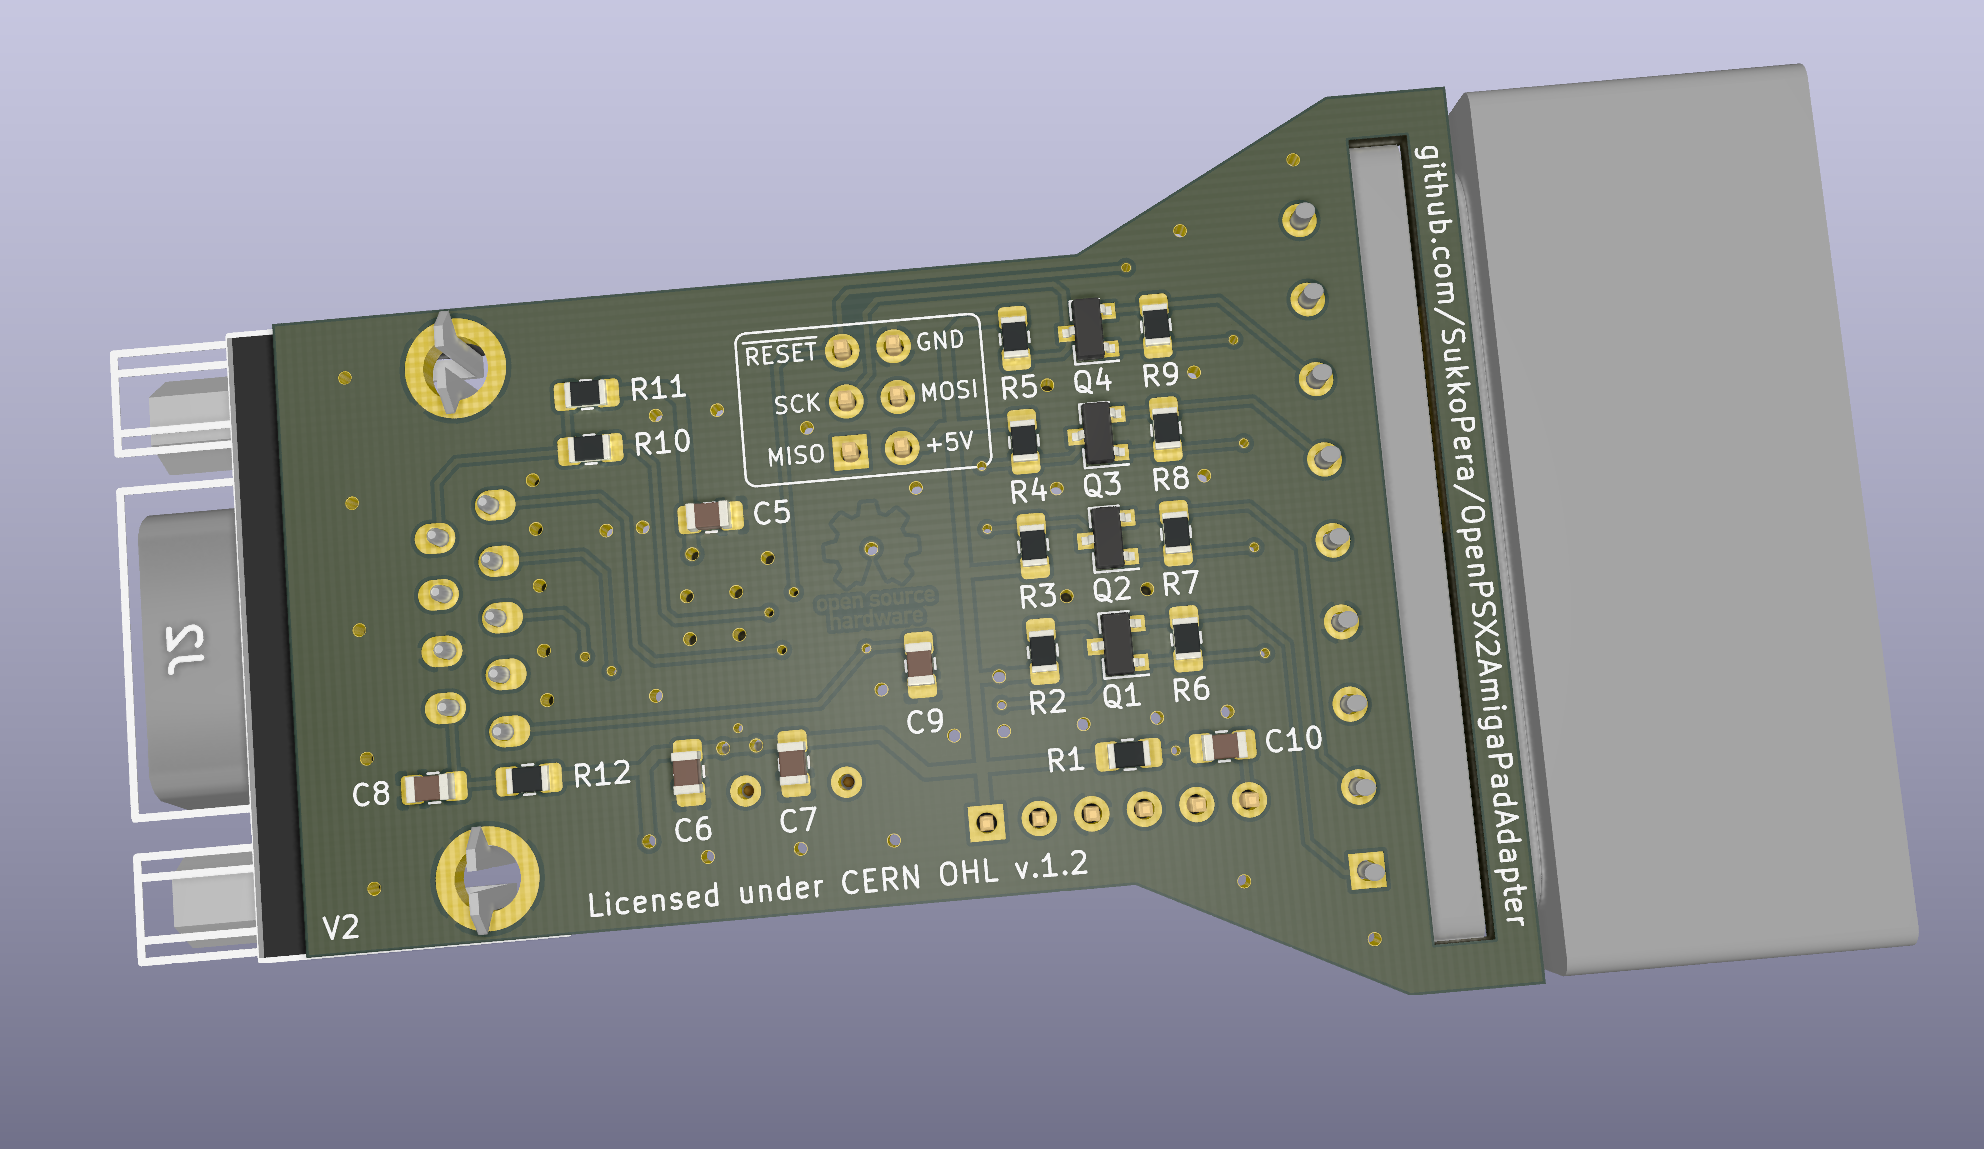 github.com/SukkoPera/OpenPSX2AmigaPadAdapter
RESET
GND
SCK
MOSI
MISO
+5V
R11
R10
C5
R5
Q4
R9
R4
Q3
R8
R3
Q2
R7
R2
Q1
R6
open source
hardware
C9
R1
C10
C8
R12
C6
C7
Licensed under CERN OHL v.1.2
V2